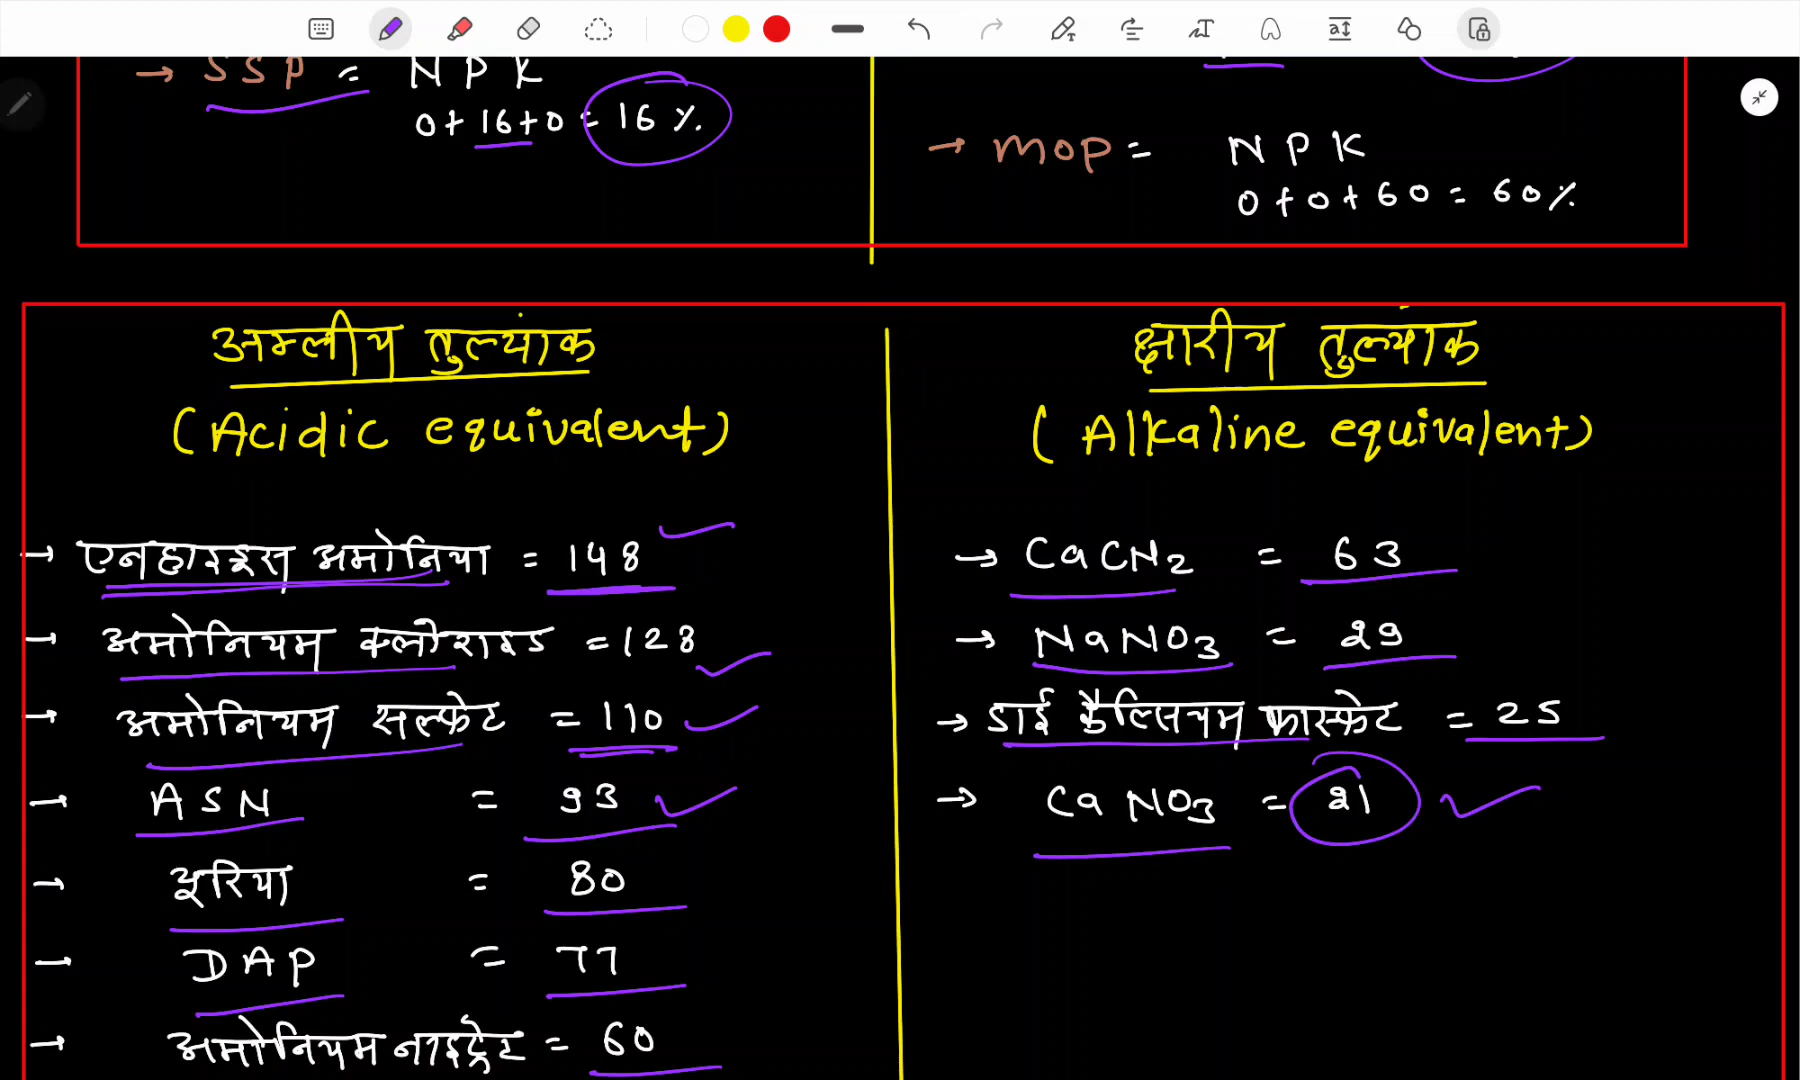 → SSP = N P K
0 + 16 + 0 = 16 %.
→ MOP = N P K
0 + 0 + 60 = 60 %
अम्लीय तुल्यांक
(Acidic equivalent)
→ एनहाइड्रस अमोनिया = 148
→ अमोनियम क्लोराइड = 128
→ अमोनियम सल्फेट = 110
→ ASN = 93
→ यूरिया = 80
→ DAP = 77
→ अमोनियम नाइट्रेट = 60
क्षारीय तुल्यांक
(Alkaline equivalent)
→ CaCN2 = 63
→ NaNO3 = 29
→ डाई कैल्सियम फास्फेट = 25
→ CaNO3 = 21